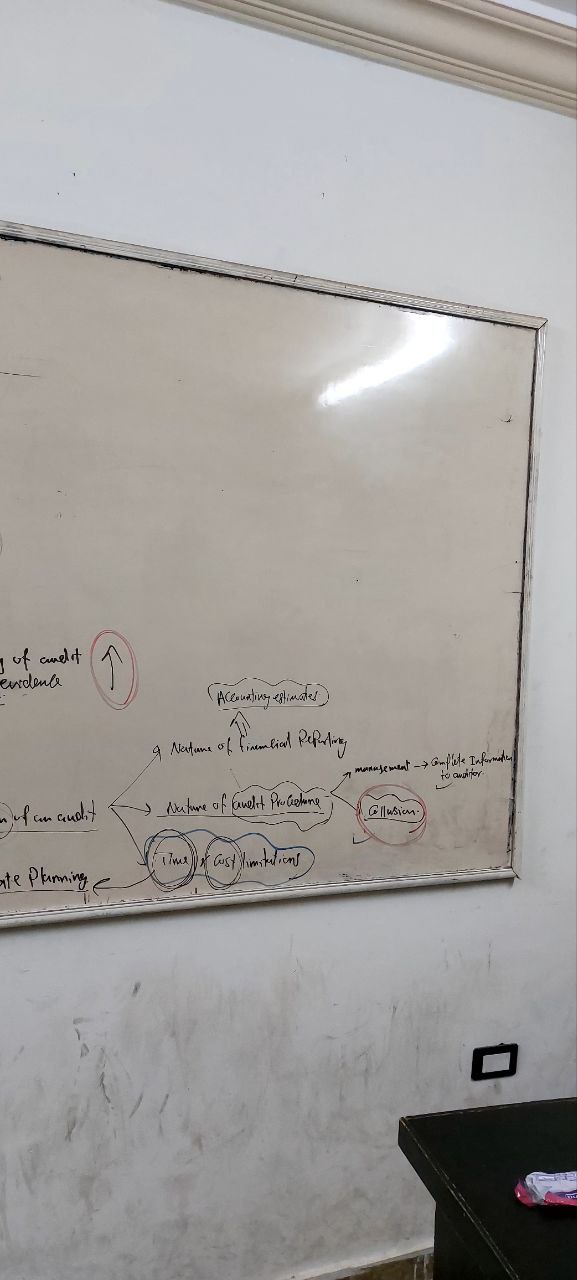 of audit
evidence
Accounting estimates
Nature of Financial Reporting
management → Complete Information
to auditor
Nature of audit Procedure
Collusion
of an audit
Time & Cost limitations
ate Planning